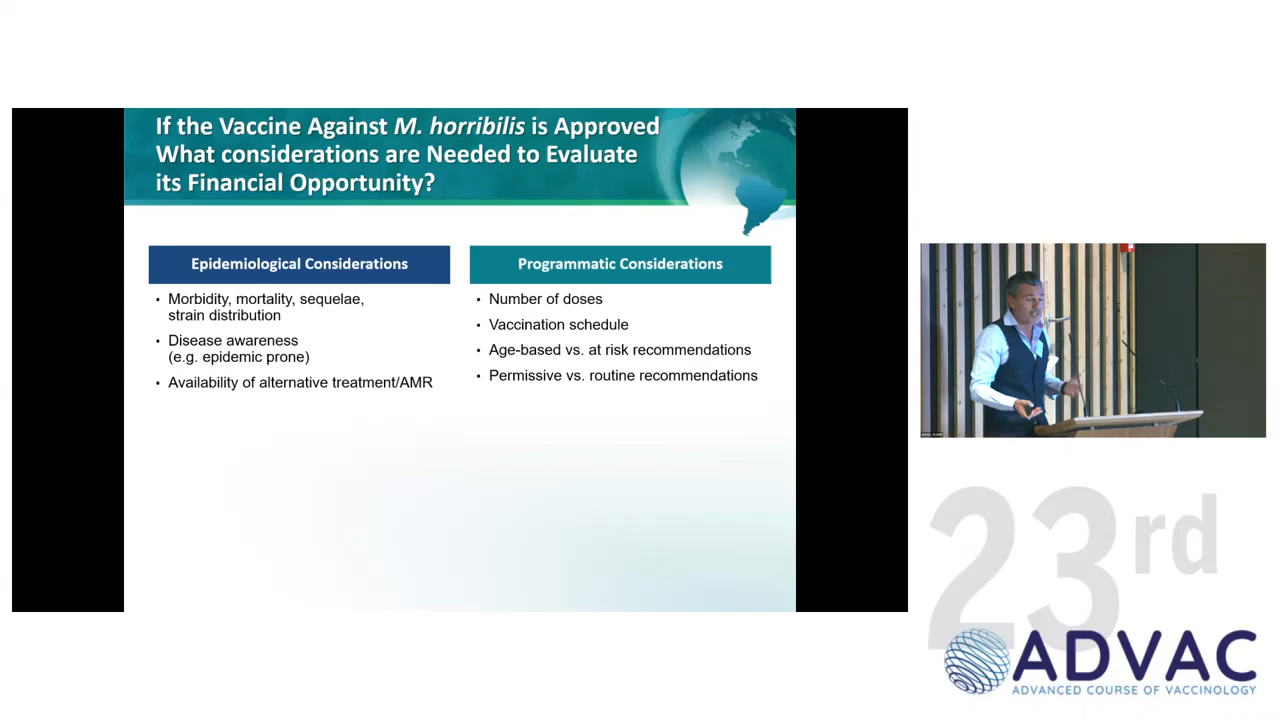 If the Vaccine Against M. horribilis is Approved
What considerations are Needed to Evaluate
its Financial Opportunity?
Epidemiological Considerations
• Morbidity, mortality, sequelae,
strain distribution
• Disease awareness
(e.g. epidemic prone)
• Availability of alternative treatment/AMR
Programmatic Considerations
• Number of doses
• Vaccination schedule
• Age-based vs. at risk recommendations
• Permissive vs. routine recommendations
23rd
ADVAC
ADVANCED COURSE OF VACCINOLOGY